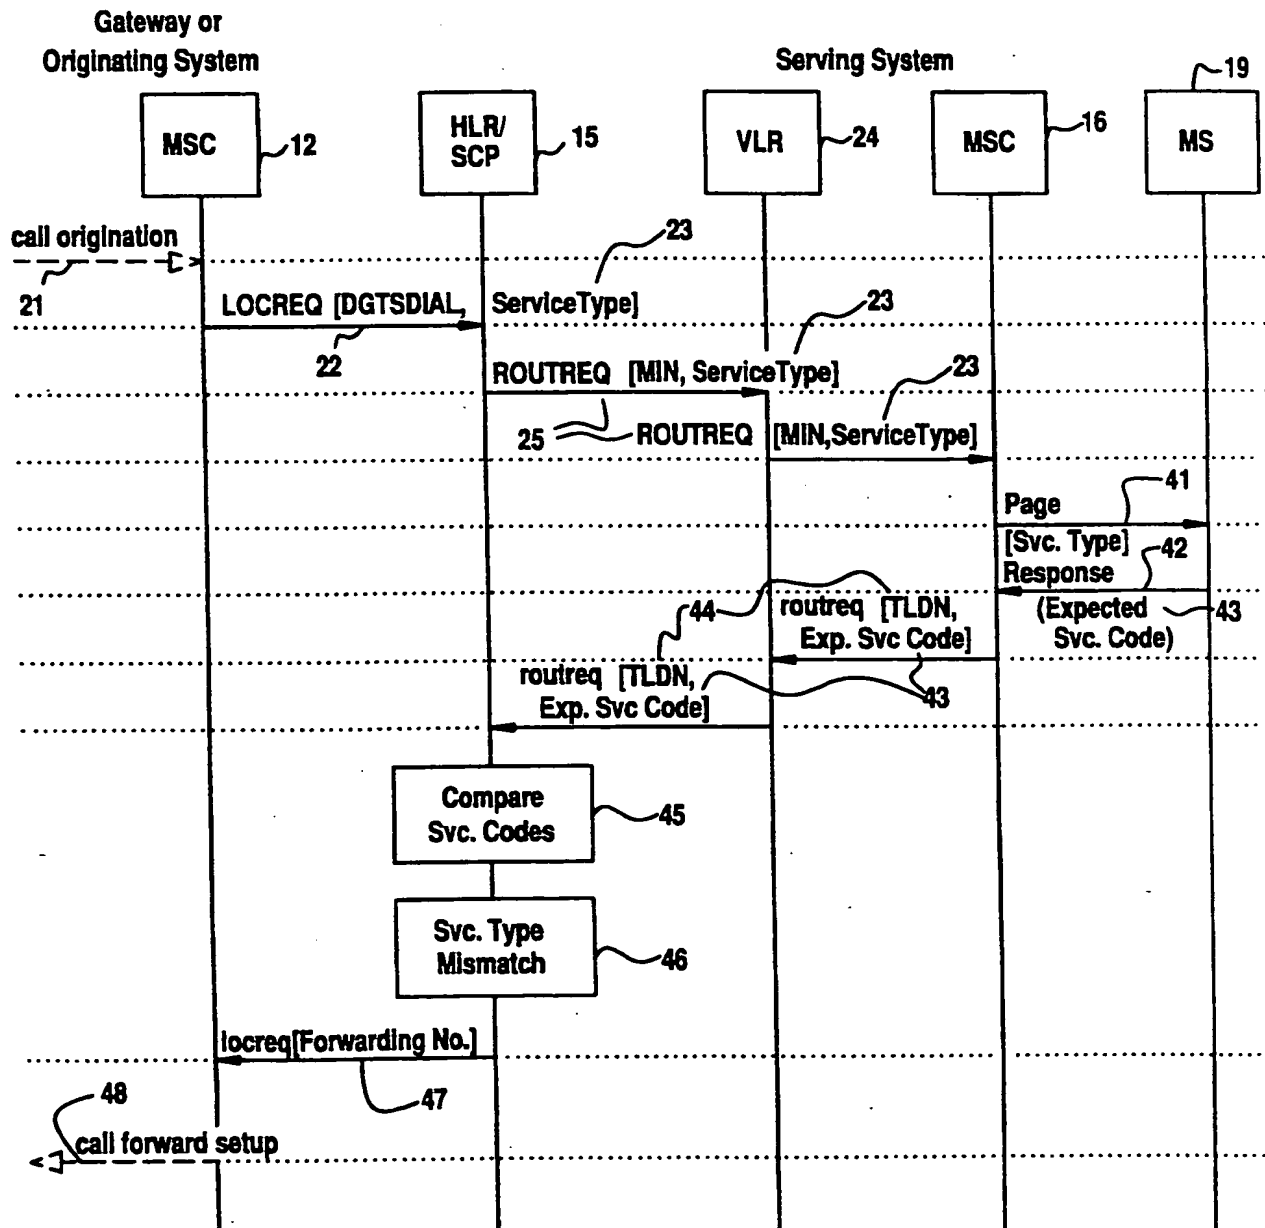 Gateway or
Originating System
Serving System
19
MSC
12
HLR/
SCP
15
VLR
24
MSC
16
MS
call origination
23
21
LOCREQ [DGTSDIAL, ServiceType]
22
23
ROUTREQ [MIN, ServiceType]
23
25
ROUTREQ [MIN,ServiceType]
Page
41
[Svc. Type]
42
Response
44
routreq [TLDN,
(Expected
43
Exp. Svc Code]
Svc. Code)
routreq [TLDN,
43
Exp. Svc Code]
Compare
Svc. Codes
45
Svc. Type
Mismatch
46
locreq[Forwarding No.]
48
47
call forward setup